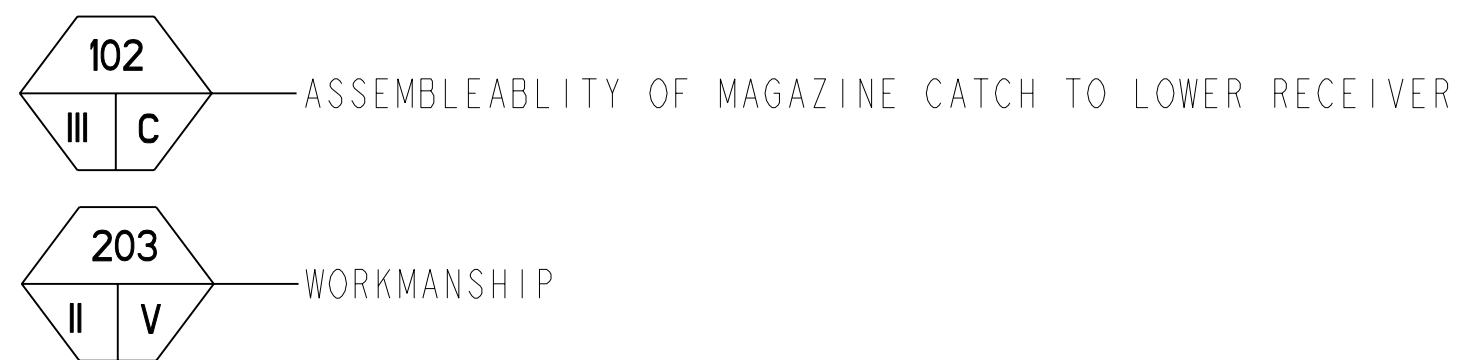 102
III C
ASSEMBLEABLITY OF MAGAZINE CATCH TO LOWER RECEIVER
203
II V
WORKMANSHIP